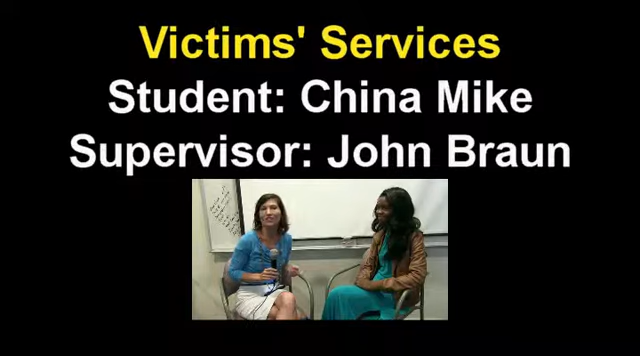 Victims' Services
Student: China Mike
Supervisor: John Braun